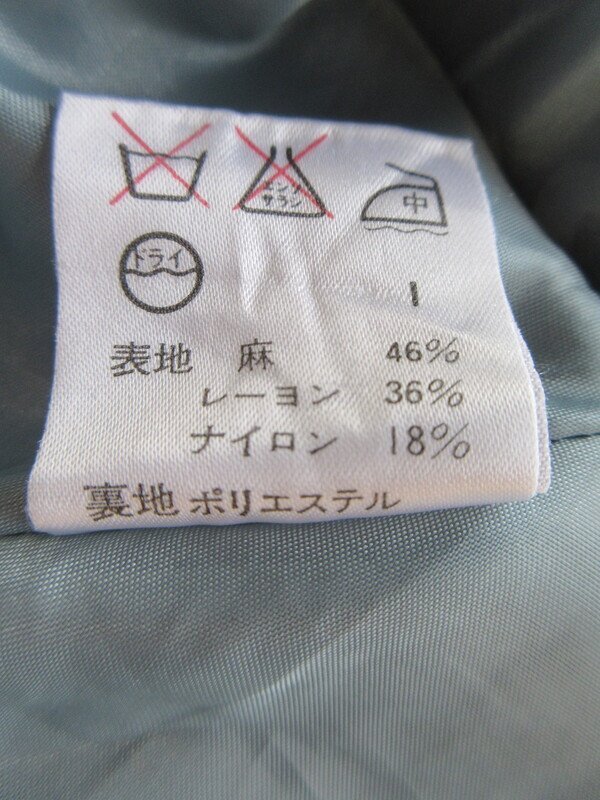 エンソ
サラシ
中
ドライ
I
表地 麻 46%
レーヨン 36%
ナイロン 18%
裏地 ポリエステル